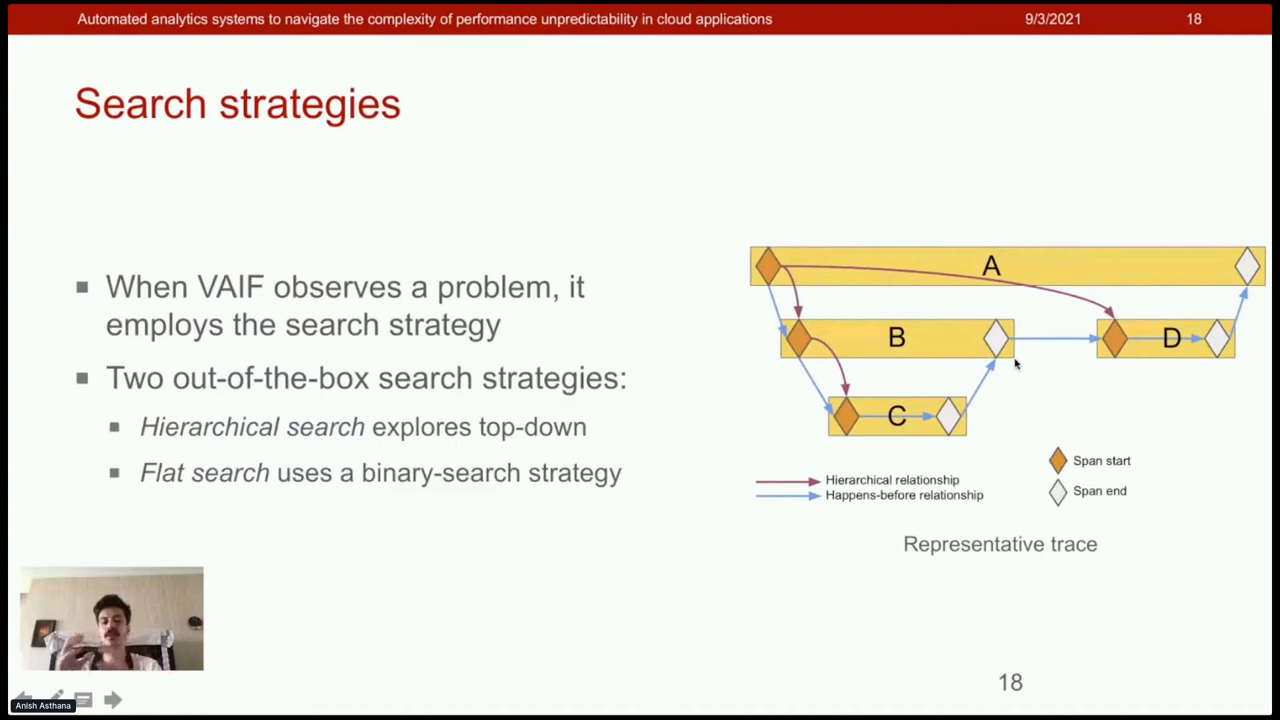 Automated analytics systems to navigate the complexity of performance unpredictability in cloud applications 9/3/2021 18
Search strategies
When VAIF observes a problem, it
employs the search strategy
Two out-of-the-box search strategies:
Hierarchical search explores top-down
Flat search uses a binary-search strategy
A
B
D
C
Hierarchical relationship
Happens-before relationship
Span start
Span end
Representative trace
18
Anish Asthana